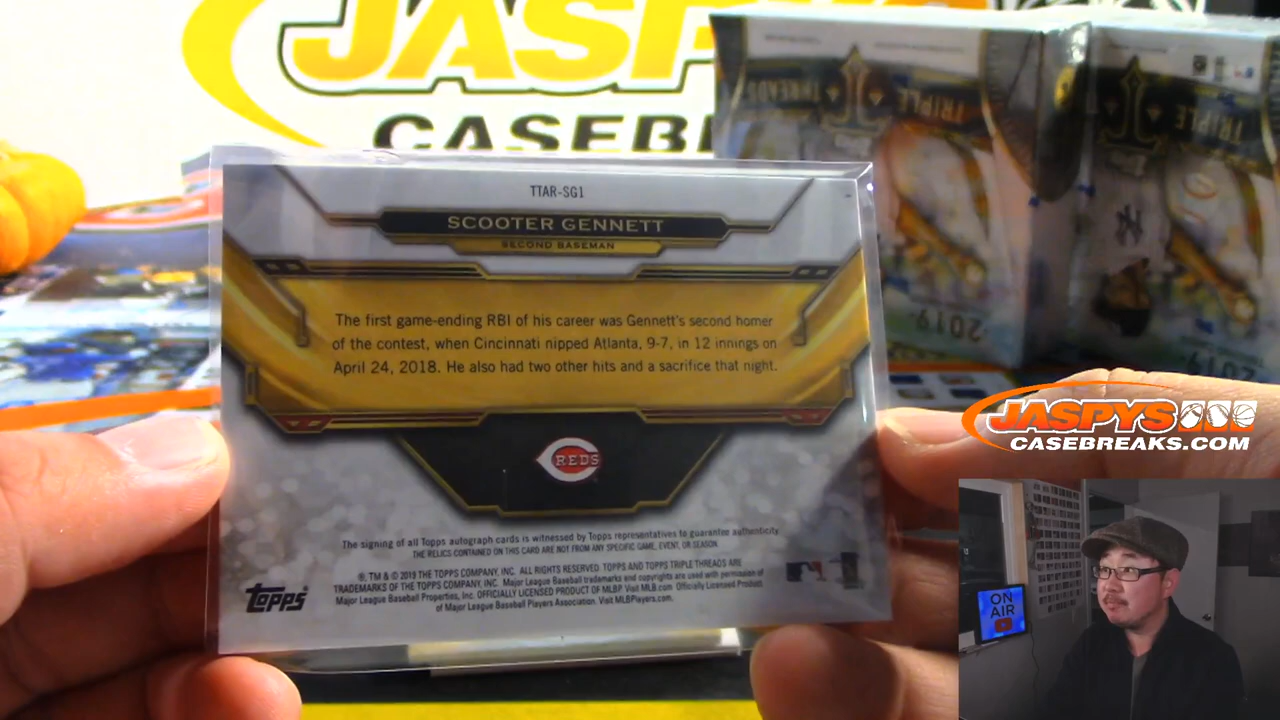 JASPYS
CASEB
TRIPLE
THREADS
TRIPLE
2019
2019
TTAR-SG1
SCOOTER GENNETT
SECOND BASEMAN
The first game-ending RBI of his career was Gennett's second homer
of the contest, when Cincinnati nipped Atlanta, 9-7, in 12 innings on
April 24, 2018. He also had two other hits and a sacrifice that night.
REDS
The signing of all Topps autograph cards is witnessed by Topps representatives to guarantee authenticity.
THE RELICS CONTAINED ON THIS CARD ARE NOT FROM ANY SPECIFIC GAME, EVENT, OR SEASON.
®, TM & © 2019 THE TOPPS COMPANY, INC. ALL RIGHTS RESERVED. TOPPS AND TOPPS TRIPLE THREADS ARE
TRADEMARKS OF THE TOPPS COMPANY, INC. Major League Baseball trademarks and copyrights are used with permission of
Major League Baseball Properties, Inc. OFFICIALLY LICENSED PRODUCT OF MLBP Visit MLB.com Officially Licensed Product
of Major League Baseball Players Association. Visit MLBPlayers.com.
topps
JASPYS
CASEBREAKS.COM
ON
AIR